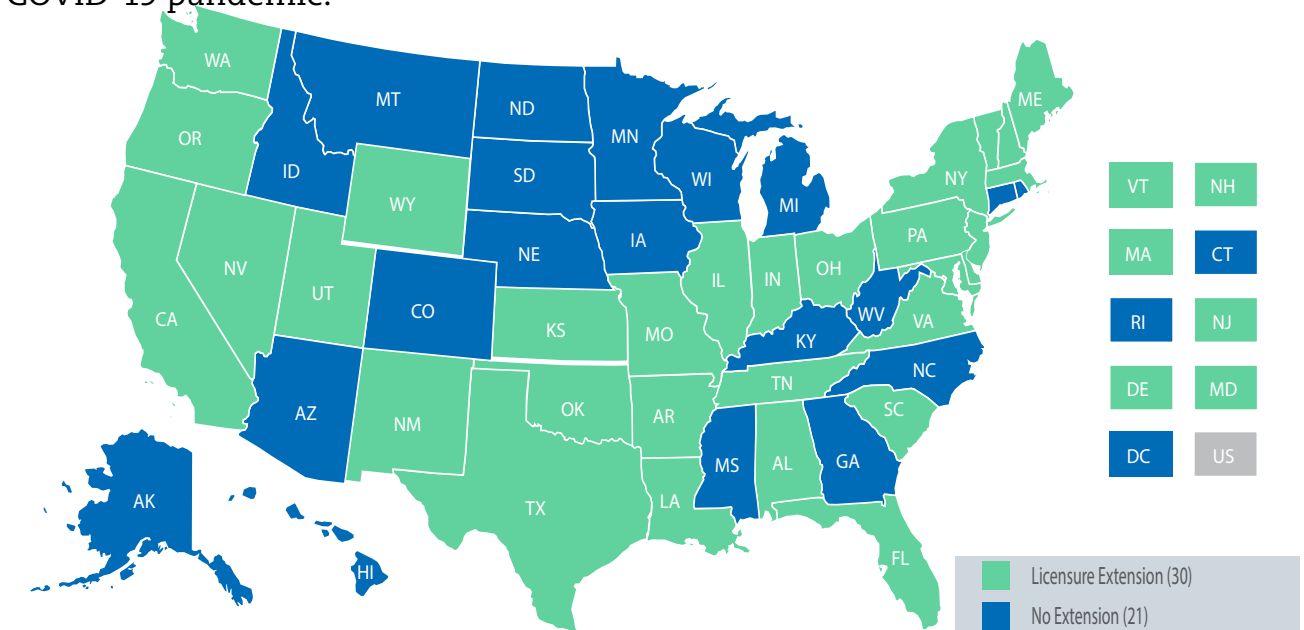 COVID-19 pandemic.
WA
ME
MT
ND
OR
MN
ID
SD
WI
NY
VT
NH
WY
MI
PA
IA
MA
CT
NE
NV
OH
IL
IN
UT
CO
WV
RI
NJ
CA
VA
KS
MO
KY
NC
TN
DE
MD
AZ
OK
SC
NM
AR
DC
US
MS
AL
GA
AK
LA
TX
FL
HI
Licensure Extension (30)
No Extension (21)